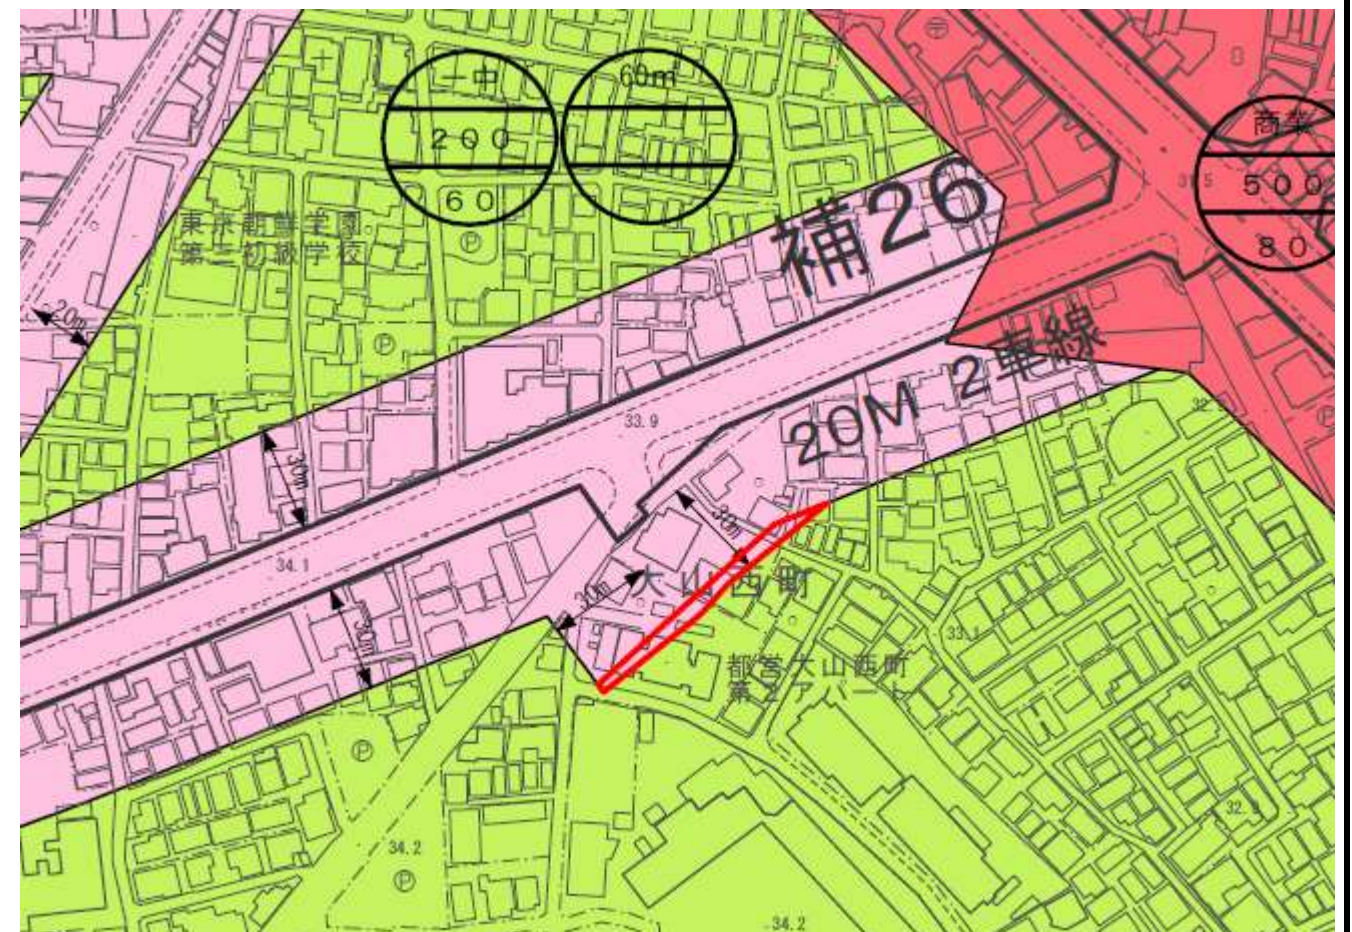 一中
200
60
60㎡
商業
500
80
東京朝鮮学園
第三初級学校
補26
20m
33.9
20M 2車線
30m
34.1
30m
30m
大山西町
30m
33.1
都営大山西町
第2アパート
34.2
32.9
34.2
Ⓟ
Ⓟ
Ⓟ
Ⓟ
Ⓟ